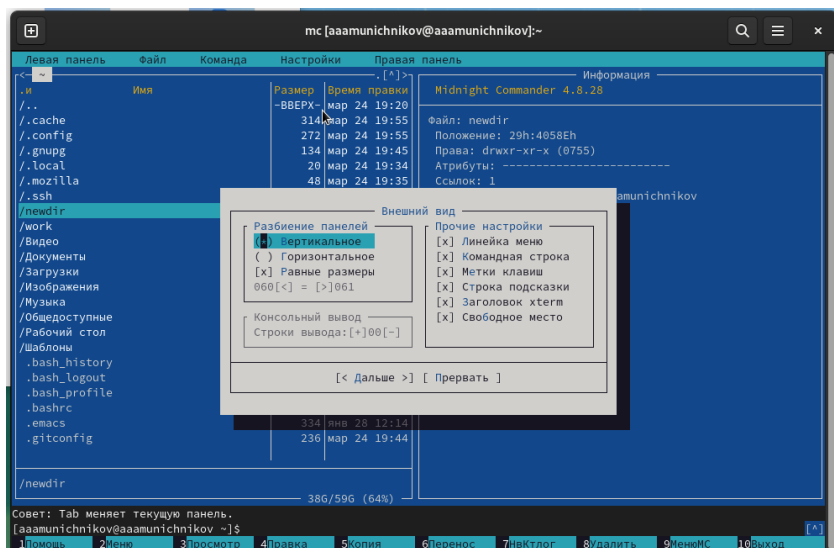 mc [aaamunichnikov@aaamunichnikov]:~
Левая панель Файл Команда Настройки Правая панель
<- ~ .[^]>
.и Имя Размер Время правки
/.. -ВВЕРХ- мар 24 19:20
/.cache 314 мар 24 19:55
/.config 272 мар 24 19:55
/.gnupg 134 мар 24 19:45
/.local 20 мар 24 19:34
/.mozilla 48 мар 24 19:35
/.ssh
/newdir
/work
/Видео
/Документы
/Загрузки
/Изображения
/Музыка
/Общедоступные
/Рабочий стол
/Шаблоны
.bash_history
.bash_logout
.bash_profile
.bashrc
.emacs 334 янв 28 12:14
.gitconfig 236 мар 24 19:44
/newdir
38G/59G (64%)
Информация
Midnight Commander 4.8.28
Файл: newdir
Положение: 29h:4058Eh
Права: drwxr-xr-x (0755)
Атрибуты: ------------------------
Ссылок: 1
amunichnikov
Внешний вид
Разбиение панелей
(*) Вертикальное
( ) Горизонтальное
[x] Равные размеры
060[<] = [>]061
Консольный вывод
Строки вывода:[+]00[-]
Прочие настройки
[x] Линейка меню
[x] Командная строка
[x] Метки клавиш
[x] Строка подсказки
[x] Заголовок xterm
[x] Свободное место
[< Дальше >] [ Прервать ]
Совет: Tab меняет текущую панель.
[aaamunichnikov@aaamunichnikov ~]$ [^]
1Помощь 2Меню 3Просмотр 4Правка 5Копия 6Перенос 7НвКтлог 8Удалить 9МенюМС 10Выход